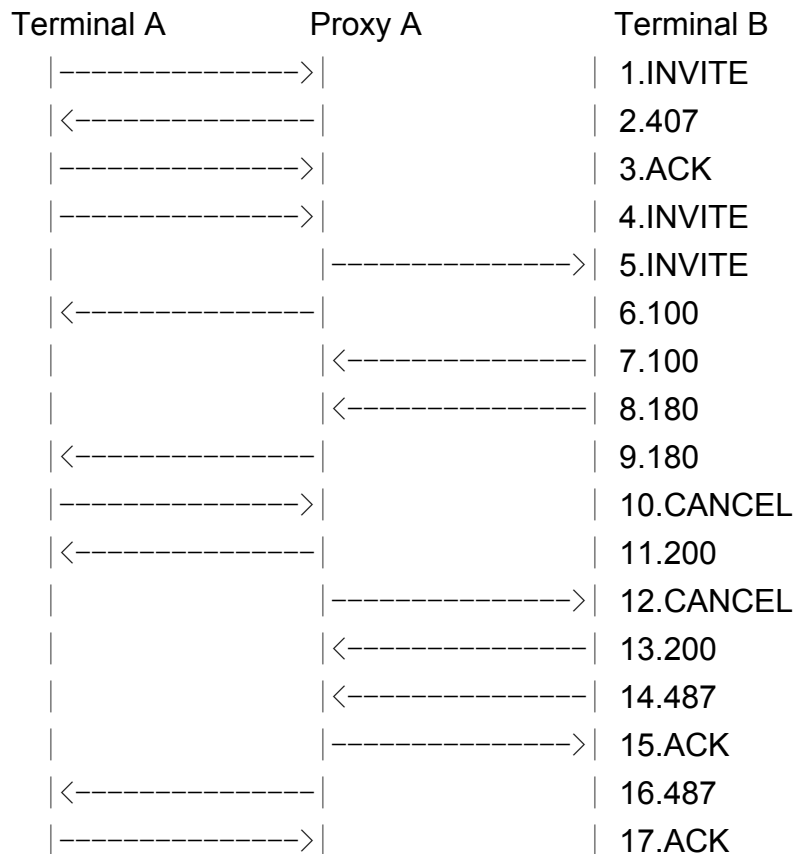 Terminal A Proxy A Terminal B
|--------------->| | 1.INVITE
|<---------------| | 2.407
|--------------->| | 3.ACK
|--------------->| | 4.INVITE
| |--------------->| 5.INVITE
|<---------------| | 6.100
| |<---------------| 7.100
| |<---------------| 8.180
|<---------------| | 9.180
|--------------->| | 10.CANCEL
|<---------------| | 11.200
| |--------------->| 12.CANCEL
| |<---------------| 13.200
| |<---------------| 14.487
| |--------------->| 15.ACK
|<---------------| | 16.487
|--------------->| | 17.ACK